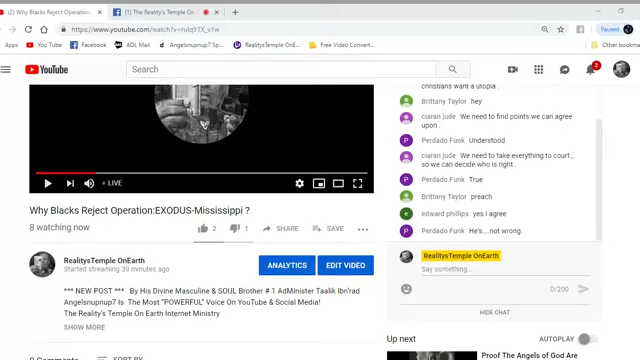 (2) Why Blacks Reject Operation:
(1) The Reality's Temple On
https://www.youtube.com/watch?v=rulq91X_v1w
Paused
Apps
You Tube
Facebook
AOL Mail
Angelsnupnup7 Sp
RealitysTemple OnE
Free Video Convert
Other bookmar
YouTube
Search
2
christians want a utopia .
Brittany Taylor hey
ciaran jude We need to find points we can agree
upon .
Perdado Funk Understood
ciaran jude We need to take everything to court ,
so we can decide who is right .
Perdado Funk True
Brittany Taylor preach
edward phillips yes I agree
Perdado Funk He's....not wrong.
LIVE
Why Blacks Reject Operation:EXODUS-Mississippi ?
8 watching now
2
1
SHARE
SAVE
RealitysTemple OnEarth
Say something...
0/200
HIDE CHAT
RealitysTemple OnEarth
Started streaming 39 minutes ago
ANALYTICS
EDIT VIDEO
*** NEW POST *** By His Divine Masculine & SOUL Brother # 1 AdMinister Taalik Ibn'rad
Angelsnupnup7 Is The Most "POWERFUL" Voice On YouTube & Social Media!
The Reality's Temple On Earth Internet Ministry
SHOW MORE
Up next
AUTOPLAY
Proof The Angels of God Are
0 Comments
SORT BY